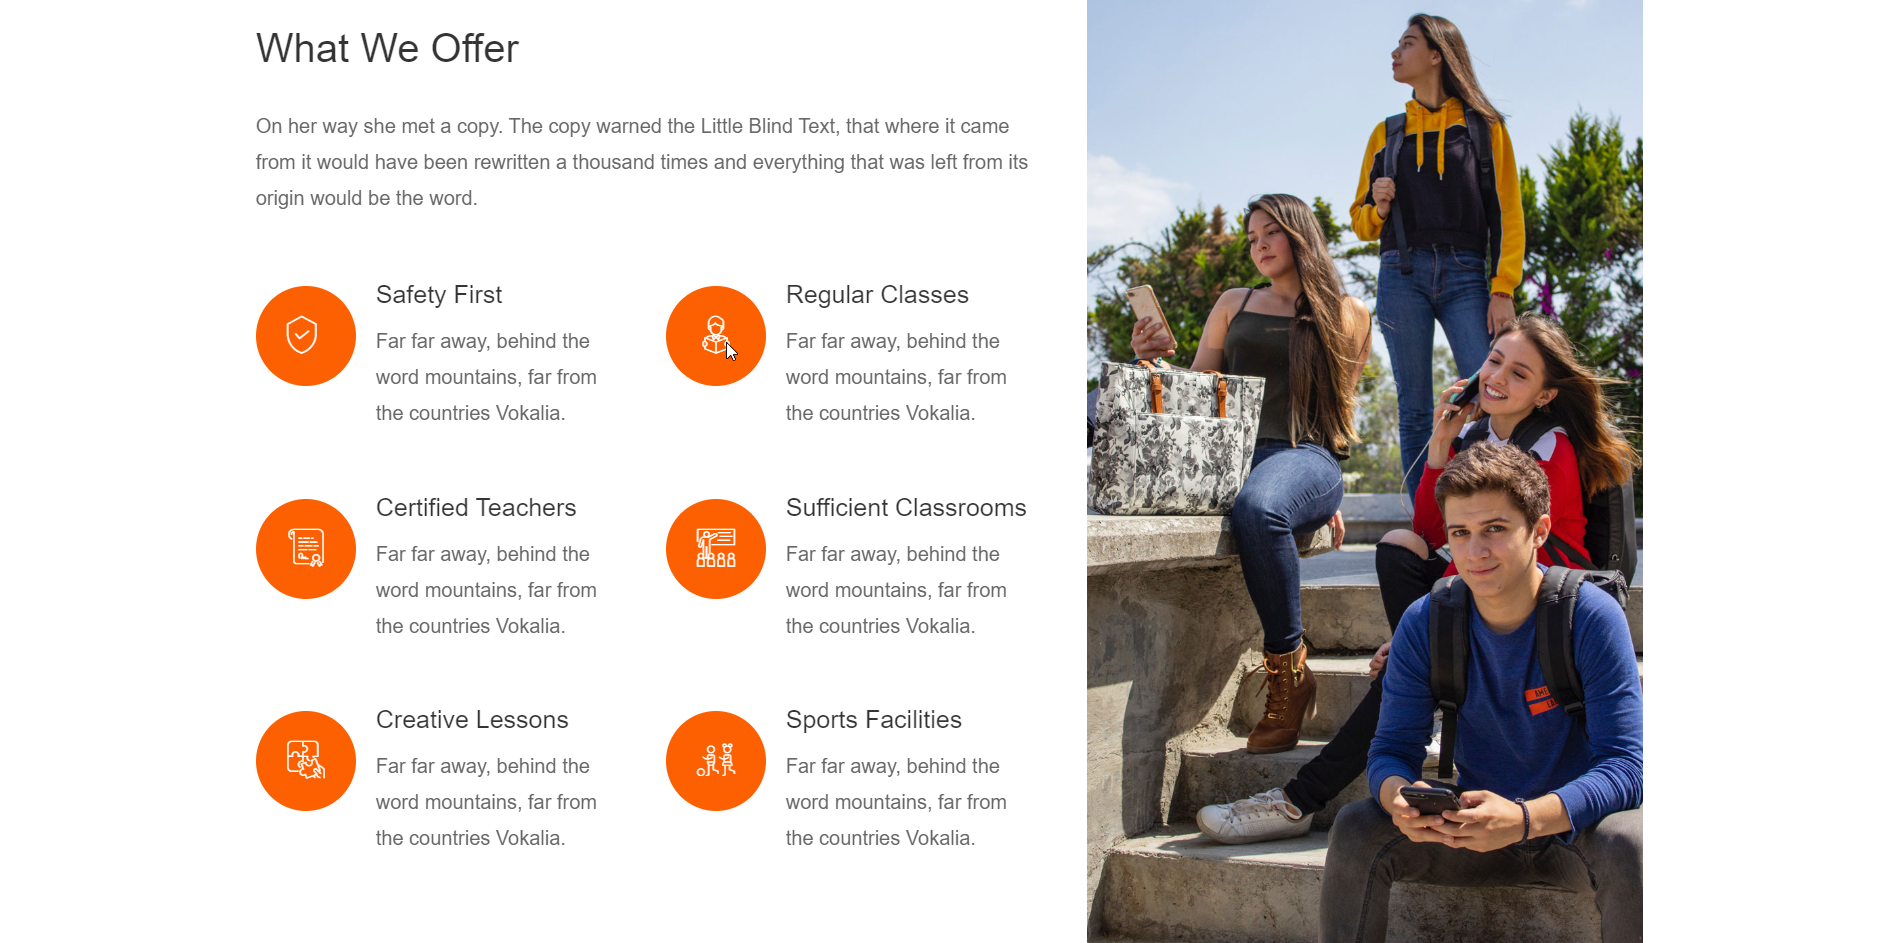 What We Offer
On her way she met a copy. The copy warned the Little Blind Text, that where it came
from it would have been rewritten a thousand times and everything that was left from its
origin would be the word.
Safety First
Far far away, behind the
word mountains, far from
the countries Vokalia.
Regular Classes
Far far away, behind the
word mountains, far from
the countries Vokalia.
Certified Teachers
Far far away, behind the
word mountains, far from
the countries Vokalia.
Sufficient Classrooms
Far far away, behind the
word mountains, far from
the countries Vokalia.
Creative Lessons
Far far away, behind the
word mountains, far from
the countries Vokalia.
Sports Facilities
Far far away, behind the
word mountains, far from
the countries Vokalia.